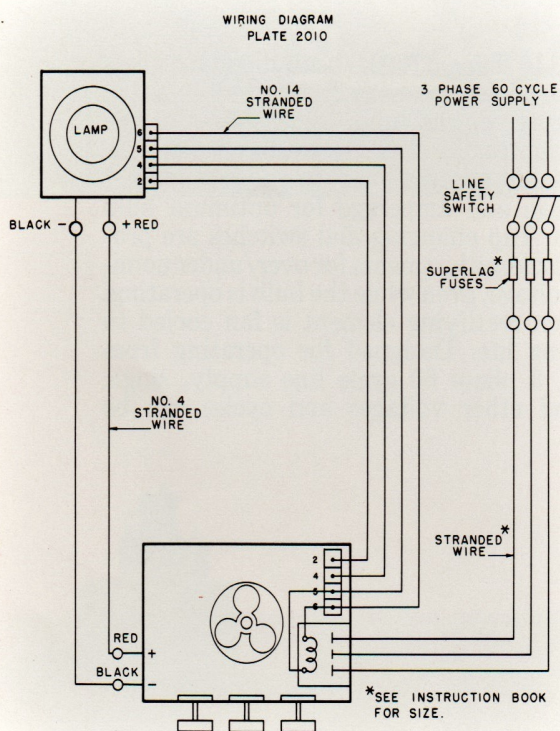 WIRING DIAGRAM
PLATE 2010
NO. 14
STRANDED
WIRE
3 PHASE 60 CYCLE
POWER SUPPLY
LAMP
6
5
4
2
LINE
SAFETY
SWITCH
BLACK −
+ RED
*
SUPERLAG
FUSES
NO. 4
STRANDED
WIRE
STRANDED*
WIRE
2
4
5
6
RED
+
BLACK
−
*SEE INSTRUCTION BOOK
FOR SIZE.